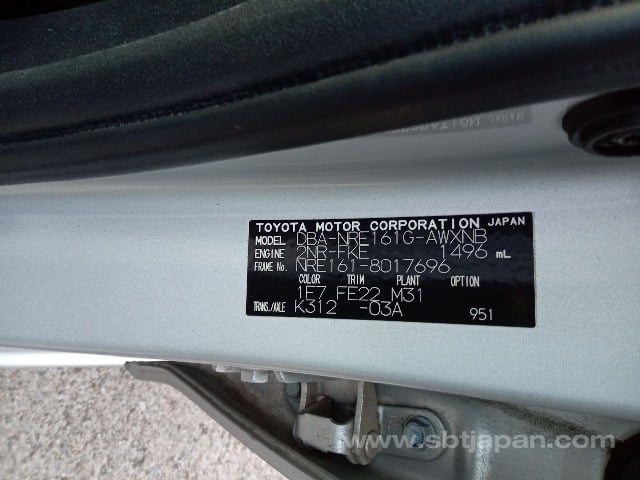 TOYOTA MOTOR CORPORATION JAPAN
MODEL DBA-NRE161G-AWXNB
ENGINE 2NR-FKE 1496 mL
FRAME No. NRE161-8017696
COLOR TRIM PLANT OPTION
1F7 FE22 M31
TRANS./AXLE K312 -03A 951
www.sbtjapan.com